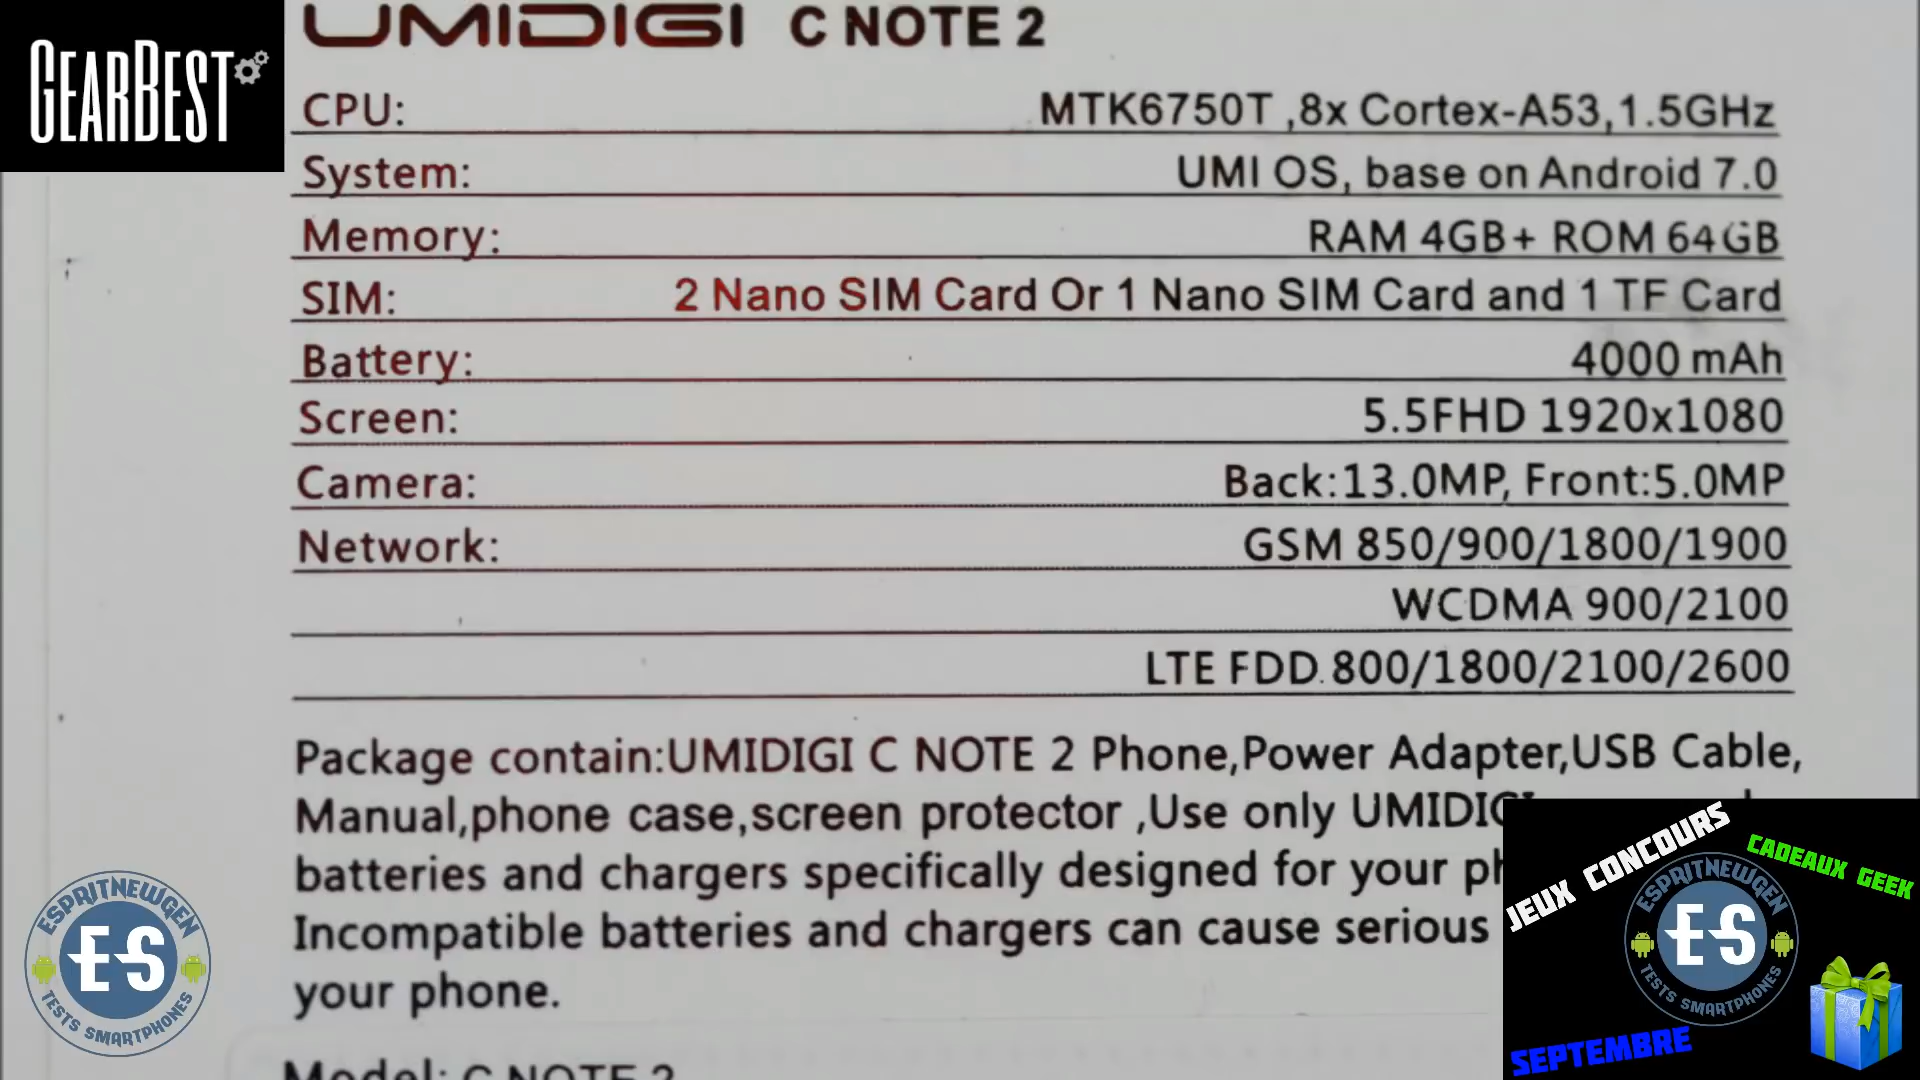 GEARBEST
UMIDIGI C NOTE 2
CPU: MTK6750T ,8x Cortex-A53,1.5GHz
System: UMI OS, base on Android 7.0
Memory: RAM 4GB+ ROM 64GB
SIM: 2 Nano SIM Card Or 1 Nano SIM Card and 1 TF Card
Battery: 4000 mAh
Screen: 5.5FHD 1920x1080
Camera: Back:13.0MP, Front:5.0MP
Network: GSM 850/900/1800/1900
WCDMA 900/2100
LTE FDD 800/1800/2100/2600
Package contain:UMIDIGI C NOTE 2 Phone,Power Adapter,USB Cable,
Manual,phone case,screen protector ,Use only
batteries and chargers specifically designed for your
Incompatible batteries and chargers can cause serious
your phone.
Model: C NOTE 2
ESPRITNEWGEN
ES
TESTS SMARTPHONES
JEUX CONCOURS
CADEAUX GEEK
ESPRITNEWGEN
ES
TESTS SMARTPHONES
SEPTEMBRE